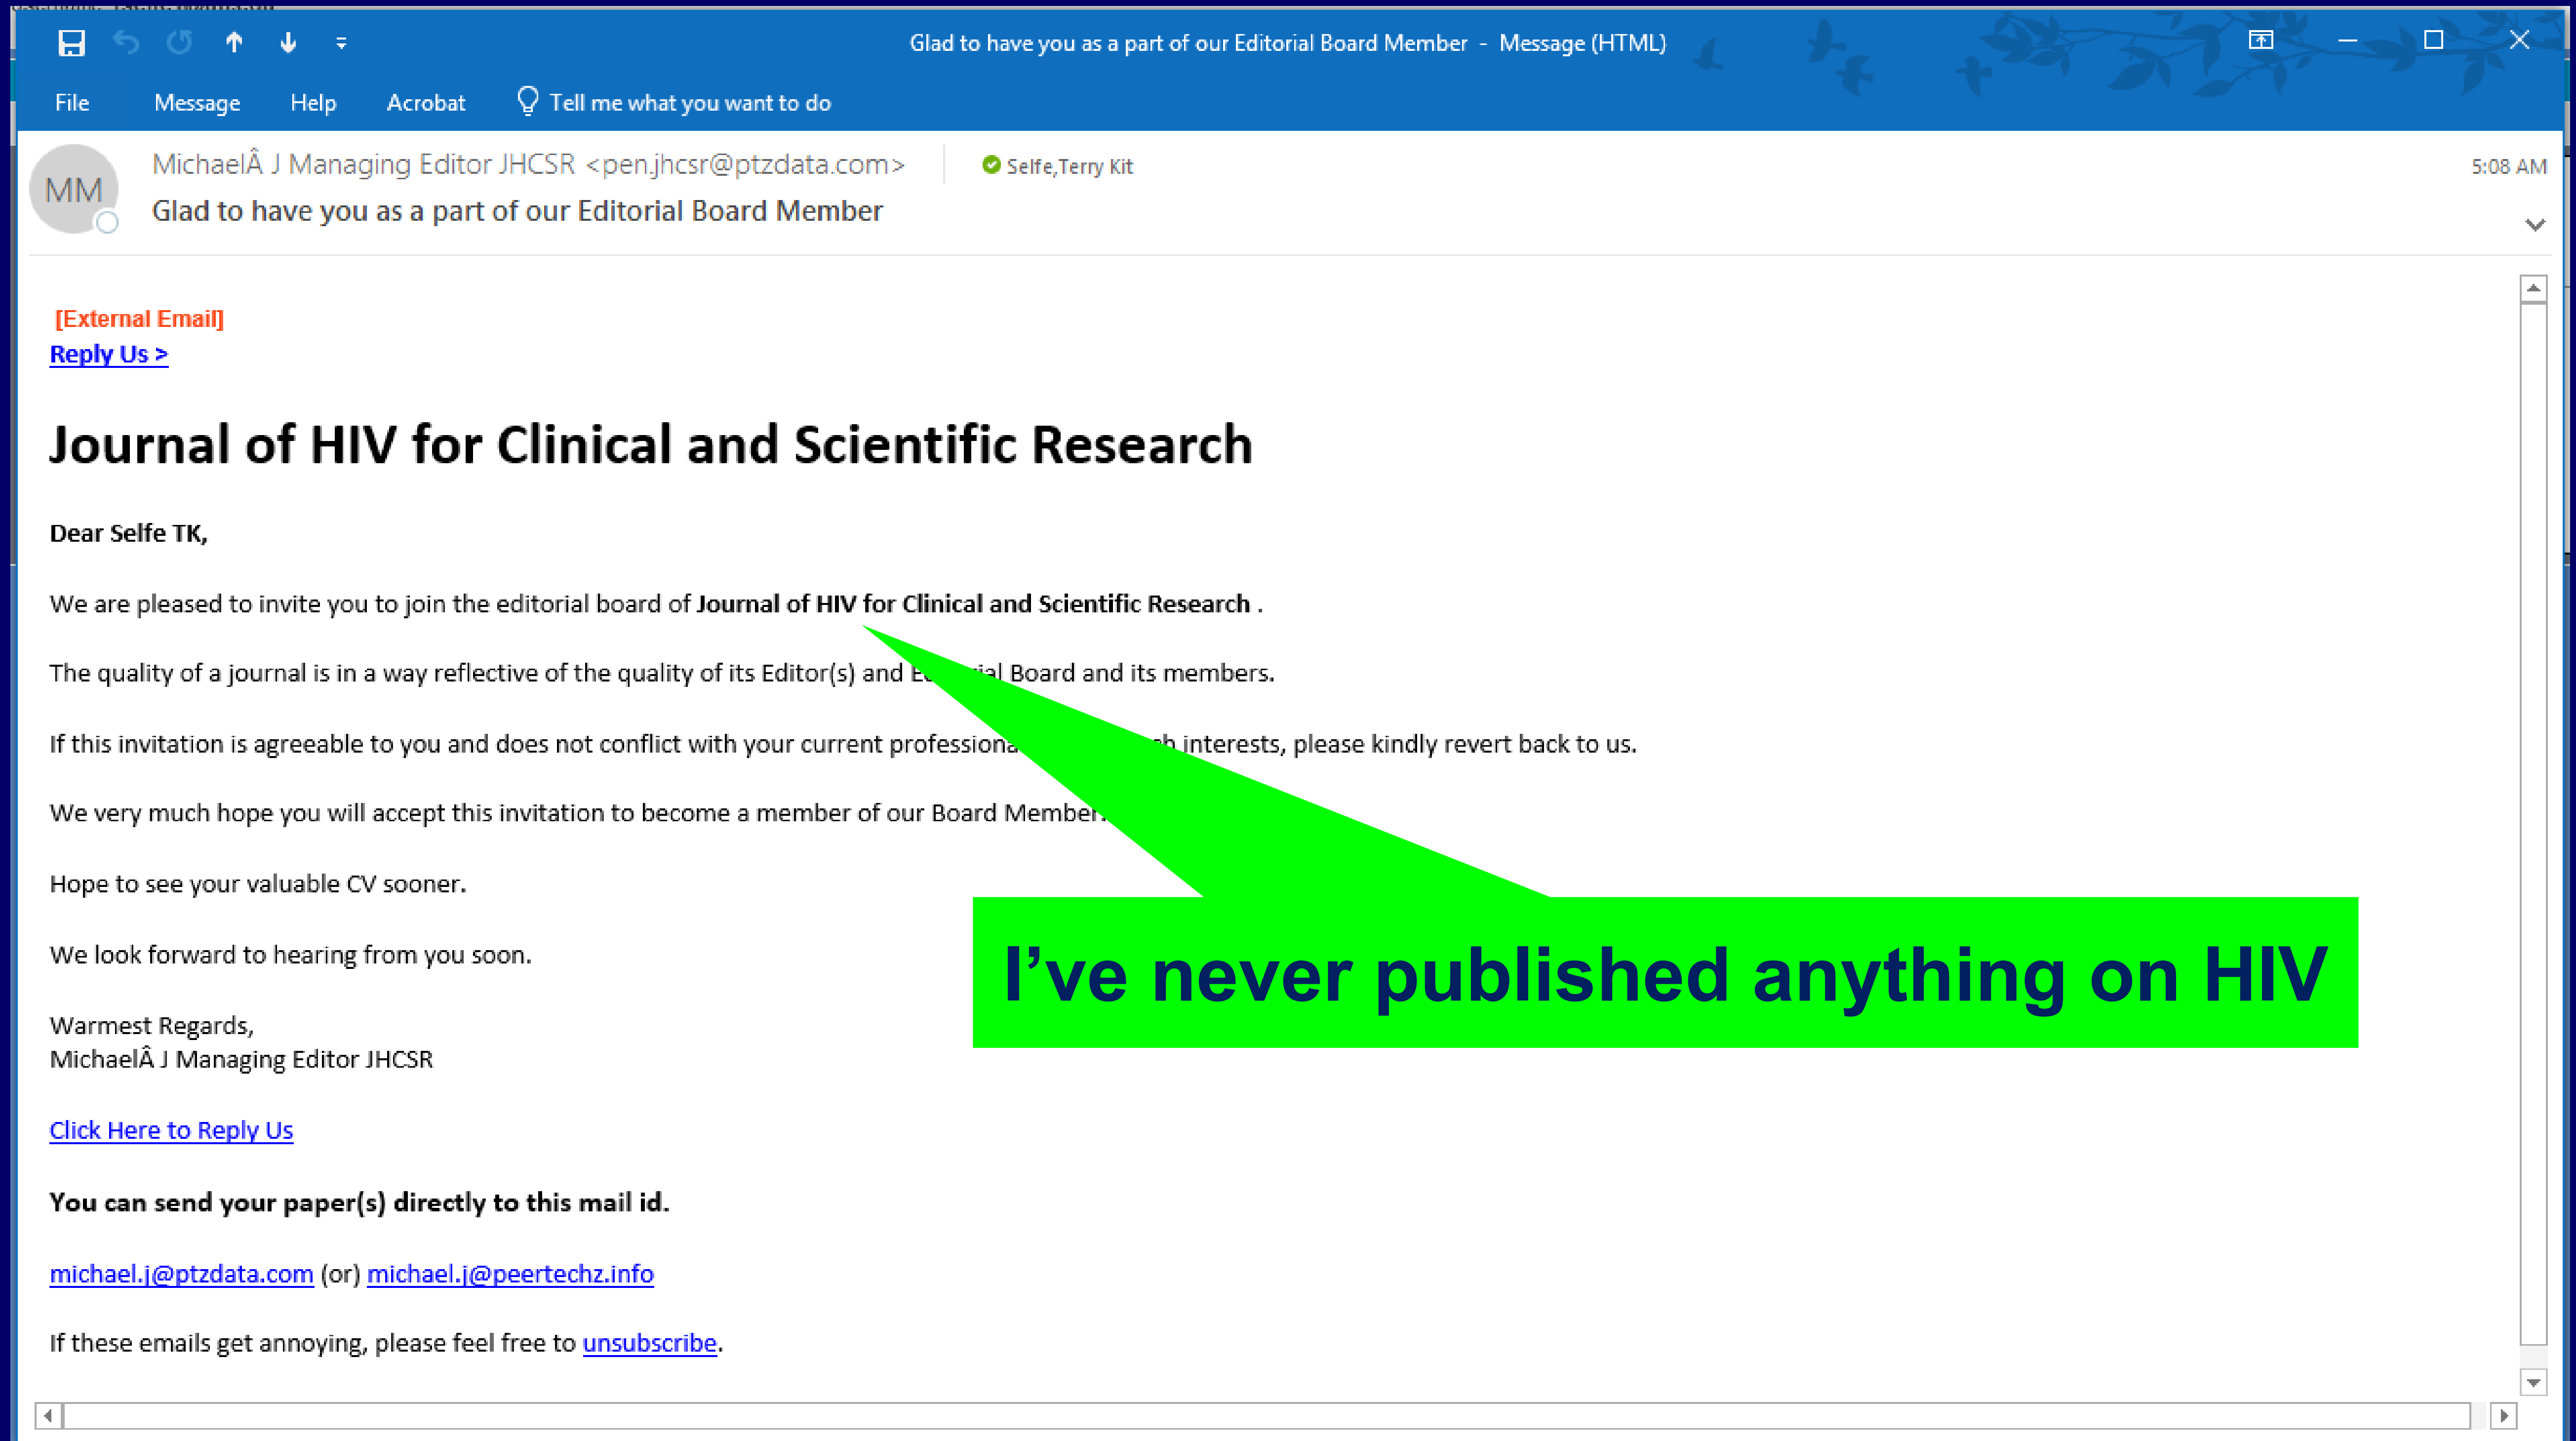 Glad to have you as a part of our Editorial Board Member - Message (HTML)
File Message Help Acrobat Tell me what you want to do
MM
MichaelÂ J Managing Editor JHCSR <pen.jhcsr@ptzdata.com>
Selfe,Terry Kit
5:08 AM
Glad to have you as a part of our Editorial Board Member
[External Email]
Reply Us >
Journal of HIV for Clinical and Scientific Research
Dear Selfe TK,
We are pleased to invite you to join the editorial board of Journal of HIV for Clinical and Scientific Research .
The quality of a journal is in a way reflective of the quality of its Editor(s) and Board and its members.
If this invitation is agreeable to you and does not conflict with your current interests, please kindly revert back to us.
We very much hope you will accept this invitation to become a member of our Board Member.
Hope to see your valuable CV sooner.
We look forward to hearing from you soon.
I've never published anything on HIV
Warmest Regards,
MichaelÂ J Managing Editor JHCSR
Click Here to Reply Us
You can send your paper(s) directly to this mail id.
michael.j@ptzdata.com (or) michael.j@peertechz.info
If these emails get annoying, please feel free to unsubscribe.